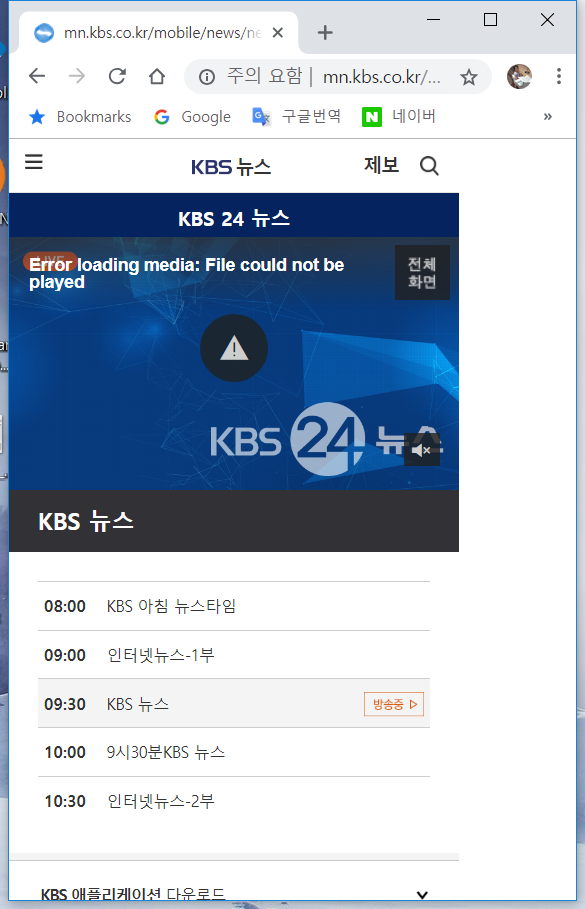 mn.kbs.co.kr/mobile/news/ne
주의 요함 | mn.kbs.co.kr/...
Bookmarks Google 구글번역 네이버 »
KBS 뉴스 제보
KBS 24 뉴스
LIVE
Error loading media: File could not be
played
전체
화면
KBS 24 뉴스
KBS 뉴스
08:00 KBS 아침 뉴스타임
09:00 인터넷뉴스-1부
09:30 KBS 뉴스 방송중
10:00 9시30분KBS 뉴스
10:30 인터넷뉴스-2부
KBS 애플리케이션 다운로드